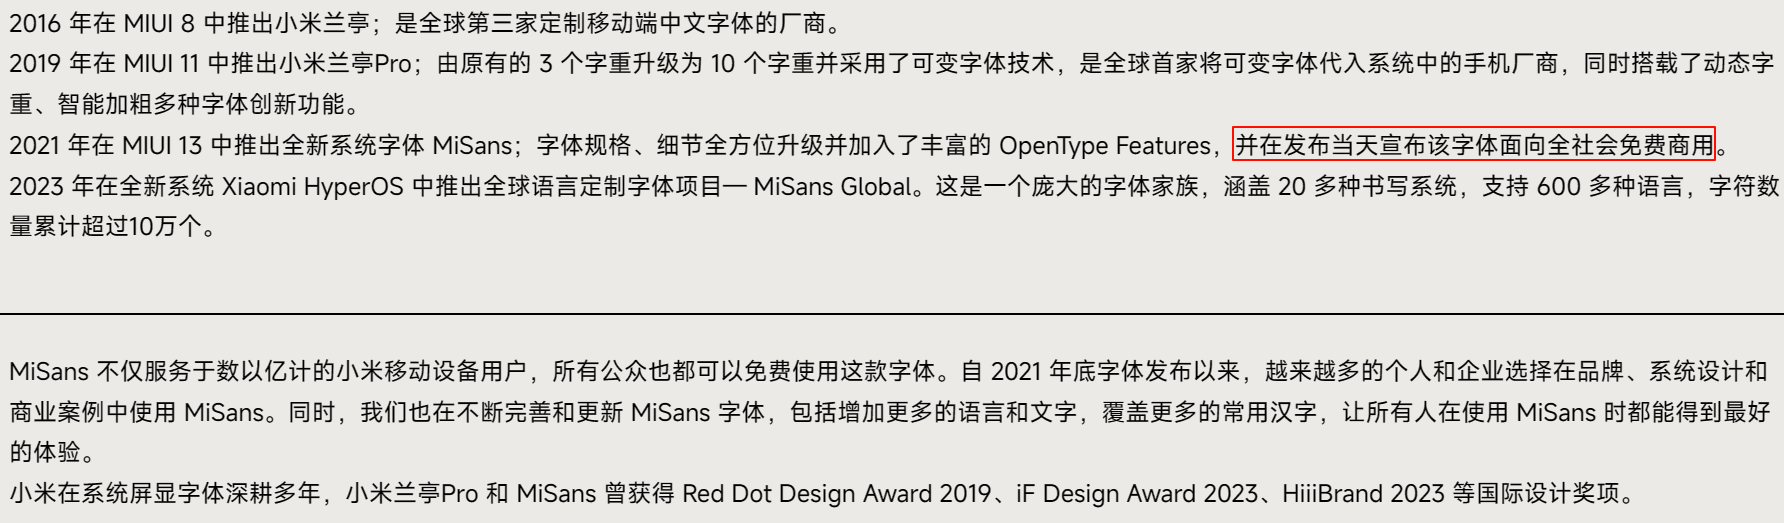 2016 年在 MIUI 8 中推出小米兰亭；是全球第三家定制移动端中文字体的厂商。
2019 年在 MIUI 11 中推出小米兰亭Pro；由原有的 3 个字重升级为 10 个字重并采用了可变字体技术，是全球首家将可变字体代入系统中的手机厂商，同时搭载了动态字
重、智能加粗多种字体创新功能。
2021 年在 MIUI 13 中推出全新系统字体 MiSans；字体规格、细节全方位升级并加入了丰富的 OpenType Features，并在发布当天宣布该字体面向全社会免费商用。
2023 年在全新系统 Xiaomi HyperOS 中推出全球语言定制字体项目— MiSans Global。这是一个庞大的字体家族，涵盖 20 多种书写系统，支持 600 多种语言，字符数
量累计超过10万个。
MiSans 不仅服务于数以亿计的小米移动设备用户，所有公众也都可以免费使用这款字体。自 2021 年底字体发布以来，越来越多的个人和企业选择在品牌、系统设计和
商业案例中使用 MiSans。同时，我们也在不断完善和更新 MiSans 字体，包括增加更多的语言和文字，覆盖更多的常用汉字，让所有人在使用 MiSans 时都能得到最好
的体验。
小米在系统屏显字体深耕多年，小米兰亭Pro 和 MiSans 曾获得 Red Dot Design Award 2019、iF Design Award 2023、HiiiBrand 2023 等国际设计奖项。